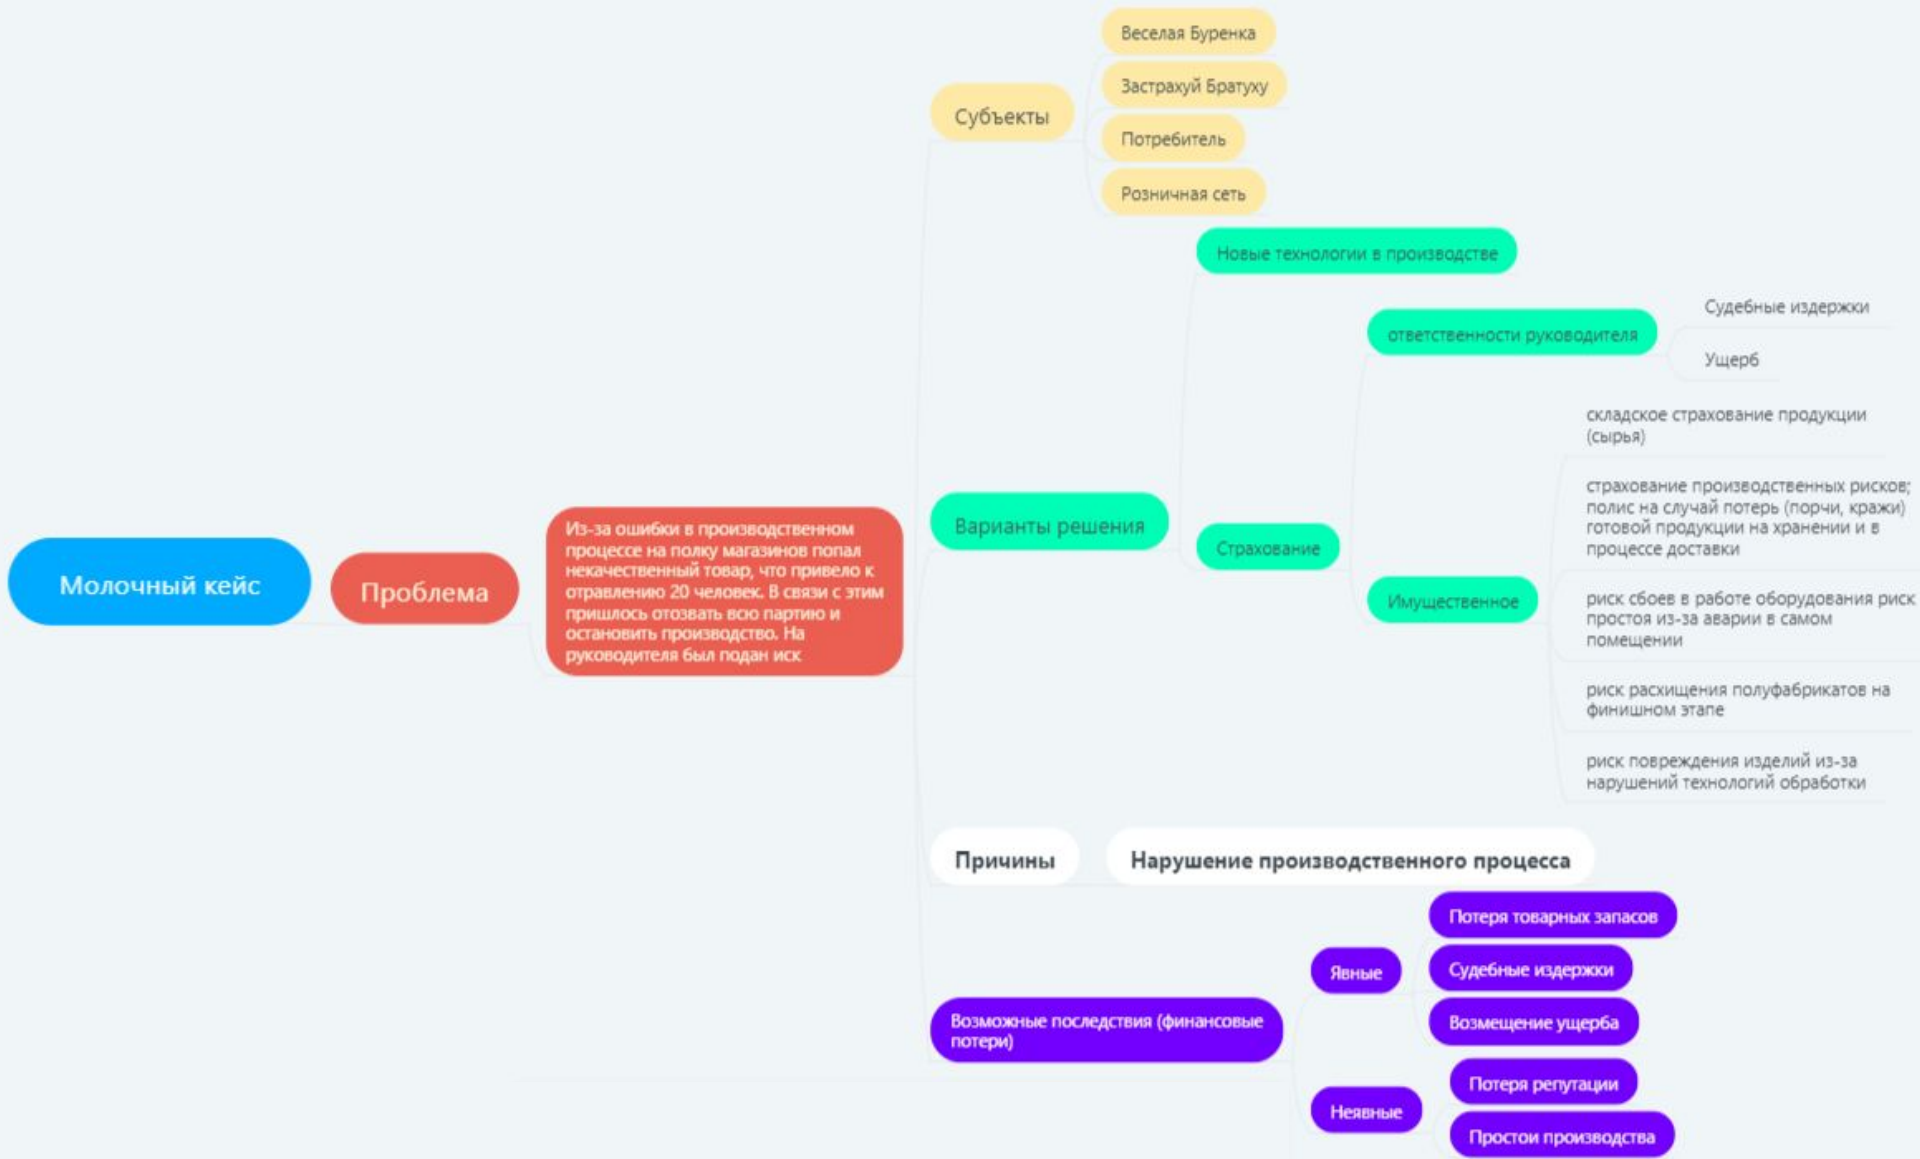 Молочный кейс
Проблема
Из-за ошибки в производственном
процессе на полку магазинов попал
некачественный товар, что привело к
отравлению 20 человек. В связи с этим
пришлось отозвать всю партию и
остановить производство. На
руководителя был подан иск
Субъекты
Веселая Буренка
Застрахуй Братуху
Потребитель
Розничная сеть
Варианты решения
Новые технологии в производстве
Страхование
ответственности руководителя
Судебные издержки
Ущерб
Имущественное
складское страхование продукции
(сырья)
страхование производственных рисков;
полис на случай потерь (порчи, кражи)
готовой продукции на хранении и в
процессе доставки
риск сбоев в работе оборудования риск
простоя из-за аварии в самом
помещении
риск расхищения полуфабрикатов на
финишном этапе
риск повреждения изделий из-за
нарушений технологий обработки
Причины
Нарушение производственного процесса
Возможные последствия (финансовые
потери)
Явные
Потеря товарных запасов
Судебные издержки
Возмещение ущерба
Неявные
Потеря репутации
Простои производства